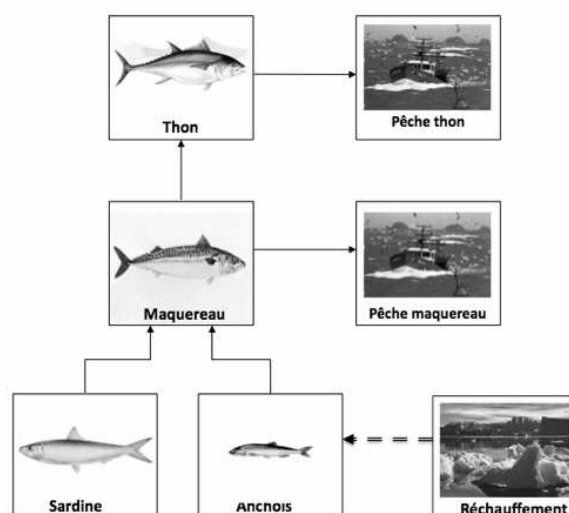 Thon
Pêche thon
Maquereau
Pêche maquereau
Sardine
Anchois
Réchauffement